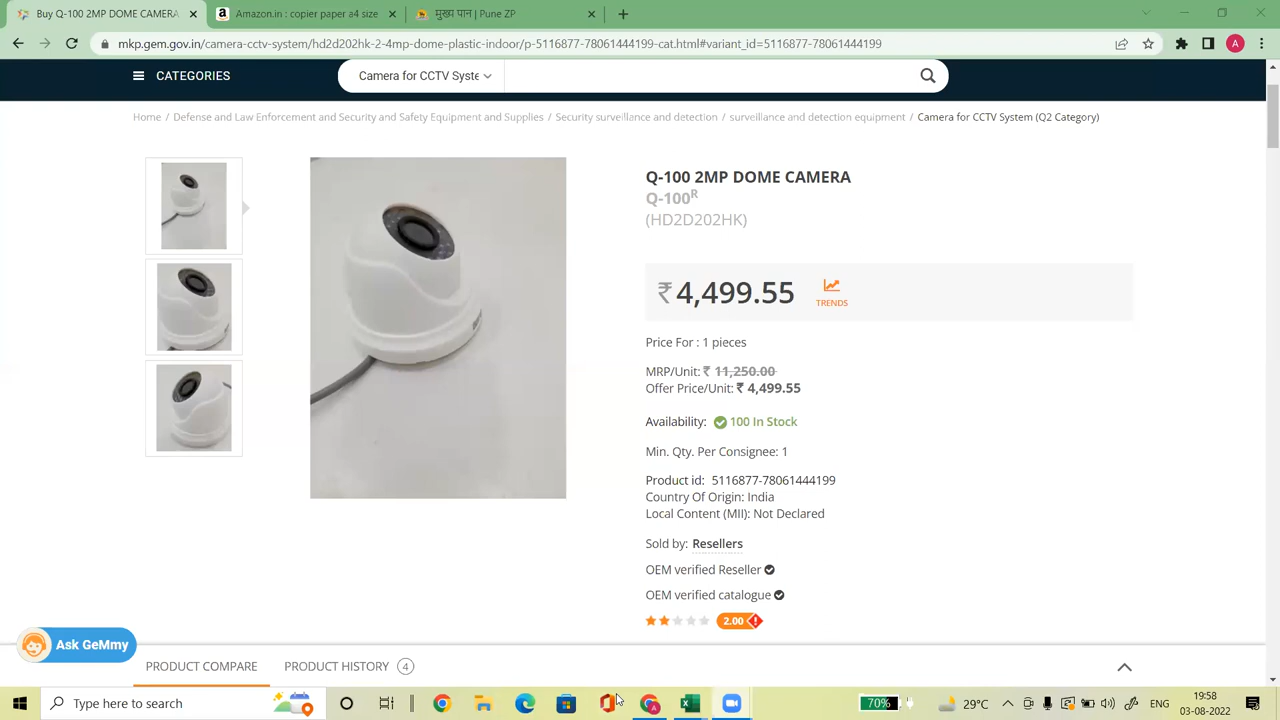 Buy Q-100 2MP DOME CAMERA
Amazon.in : copier paper a4 size
मुख्य पान | Pune ZP
mkp.gem.gov.in/camera-cctv-system/hd2d202hk-2-4mp-dome-plastic-indoor/p-5116877-78061444199-cat.html#variant_id=5116877-78061444199
A
CATEGORIES
Camera for CCTV Syste
Home / Defense and Law Enforcement and Security and Safety Equipment and Supplies / Security surveillance and detection / surveillance and detection equipment / Camera for CCTV System (Q2 Category)
Q-100 2MP DOME CAMERA
Q-100R
(HD2D202HK)
₹ 4,499.55
TRENDS
Price For : 1 pieces
MRP/Unit: ₹ 11,250.00
Offer Price/Unit: ₹ 4,499.55
Availability: 100 In Stock
Min. Qty. Per Consignee: 1
Product id: 5116877-78061444199
Country Of Origin: India
Local Content (MII): Not Declared
Sold by: Resellers
OEM verified Reseller
OEM verified catalogue
2.00
Ask GeMmy
PRODUCT COMPARE
PRODUCT HISTORY 4
Type here to search
70%
29°C
ENG
19:58
03-08-2022